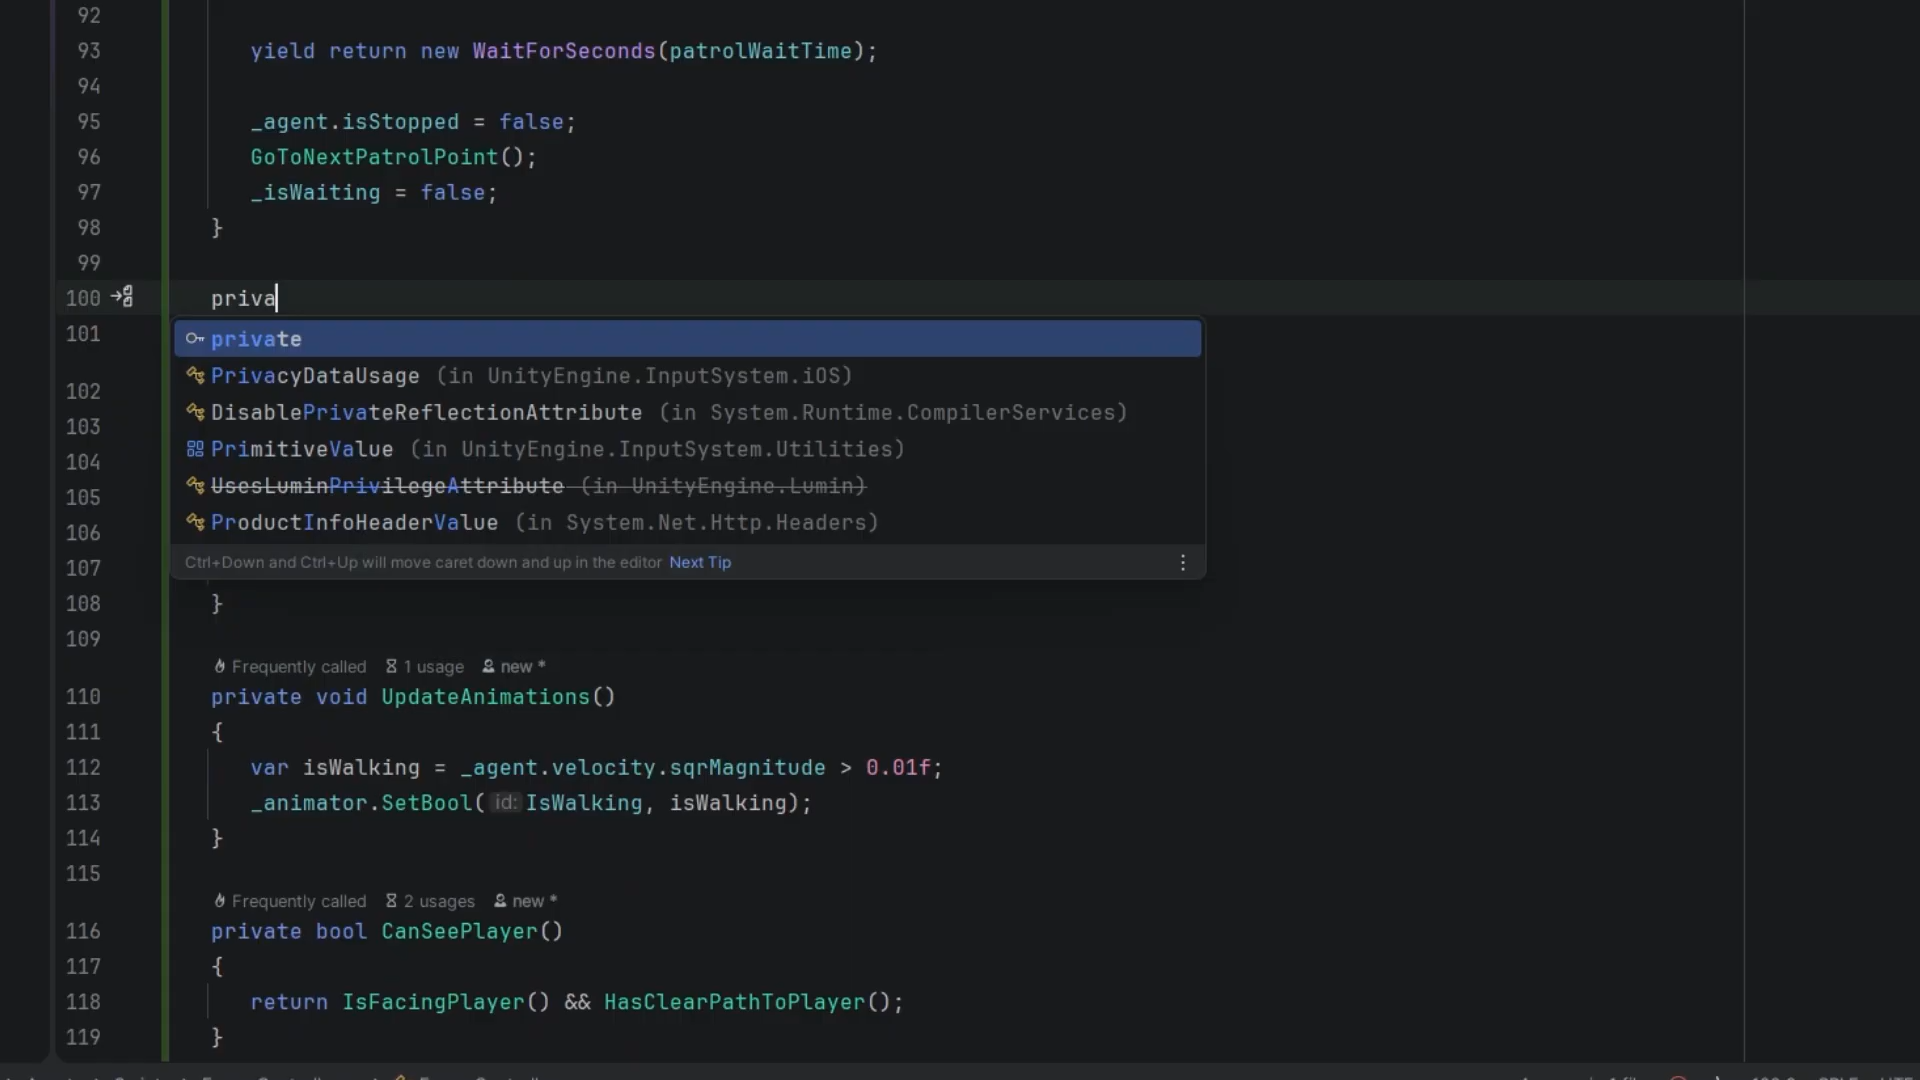 92
93 yield return new WaitForSeconds(patrolWaitTime);
94
95 _agent.isStopped = false;
96 GoToNextPatrolPoint();
97 _isWaiting = false;
98 }
99
100 priva
101 private
PrivacyDataUsage (in UnityEngine.InputSystem.iOS)
102 DisablePrivateReflectionAttribute (in System.Runtime.CompilerServices)
103
104 PrimitiveValue (in UnityEngine.InputSystem.Utilities)
105 UsesLuminPrivilegeAttribute (in UnityEngine.Lumin)
106 ProductInfoHeaderValue (in System.Net.Http.Headers)
107 Ctrl+Down and Ctrl+Up will move caret down and up in the editor Next Tip
108 }
109
Frequently called 1 usage new *
110 private void UpdateAnimations()
111 {
112 var isWalking = _agent.velocity.sqrMagnitude > 0.01f;
113 _animator.SetBool(id: IsWalking, isWalking);
114 }
115
Frequently called 2 usages new *
116 private bool CanSeePlayer()
117 {
118 return IsFacingPlayer() && HasClearPathToPlayer();
119 }